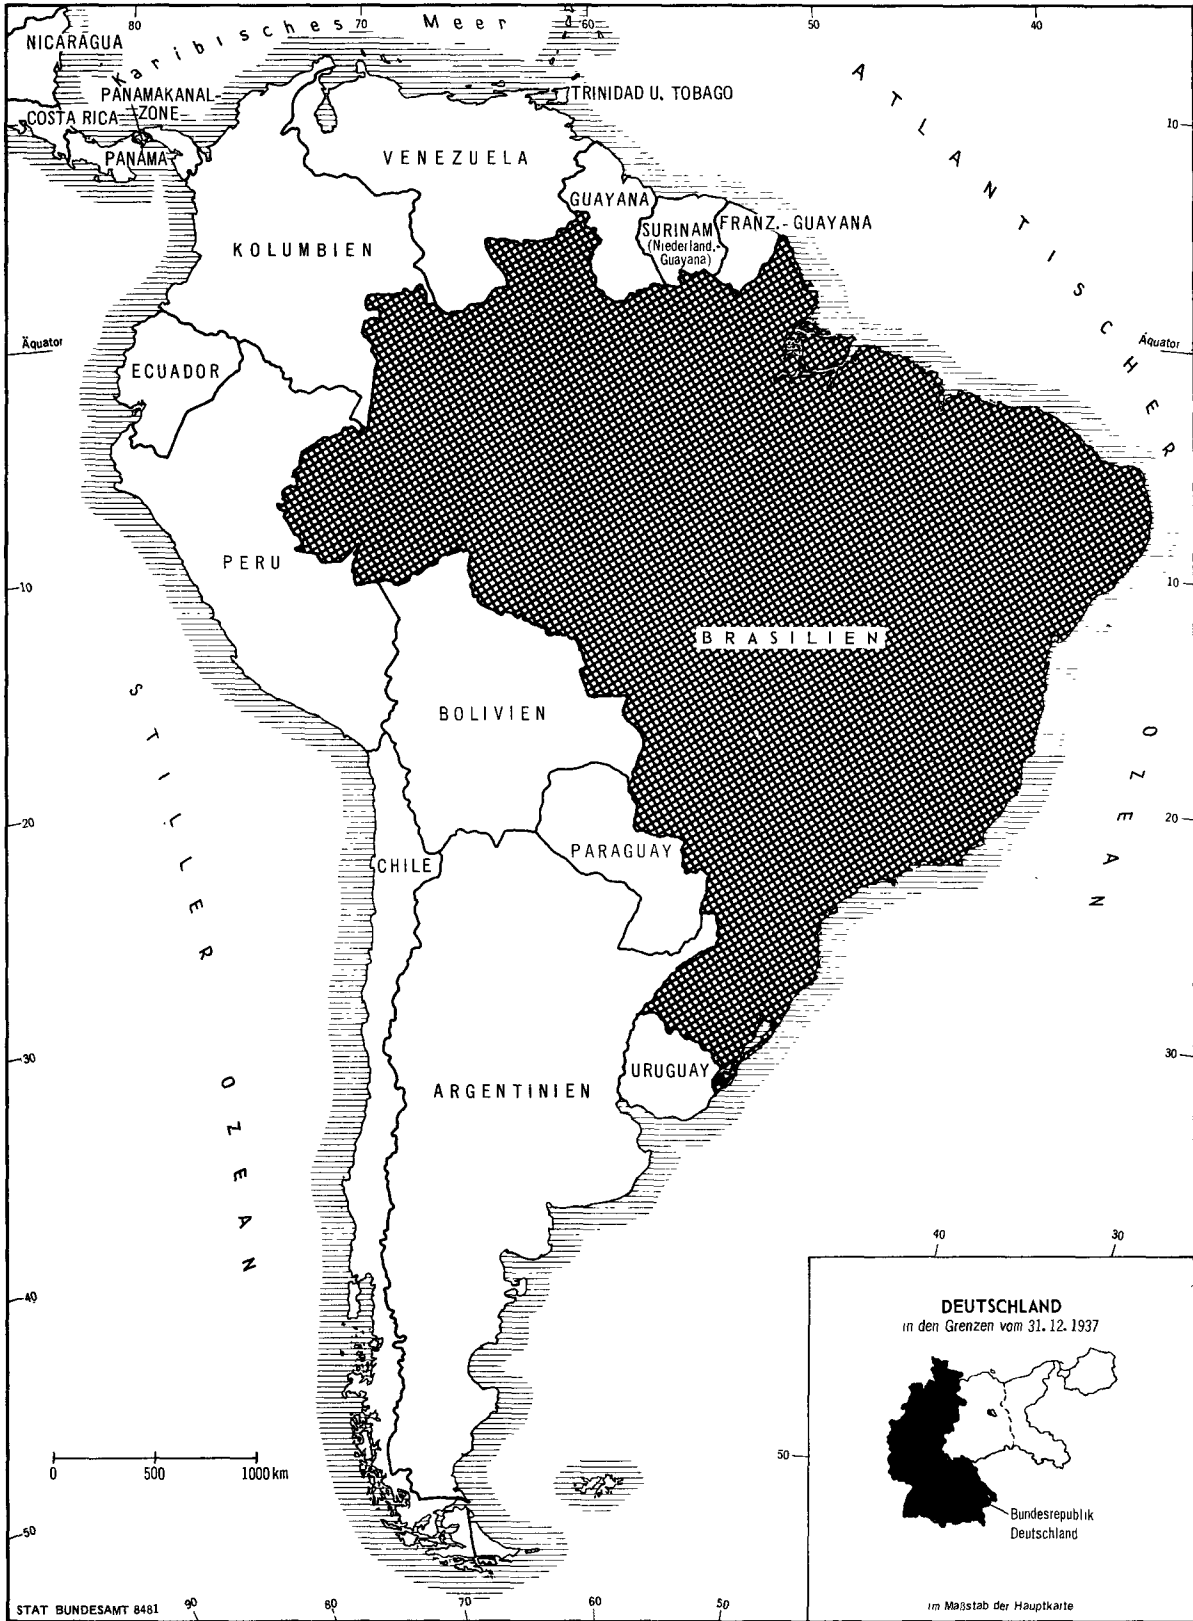 80 70 60 50 40
Karibisches Meer
NICARAGUA
PANAMAKANAL-
ZONE
COSTA RICA
PANAMA
TRINIDAD U. TOBAGO
ATLANTISCHER OZEAN
10
10
VENEZUELA
GUAYANA
SURINAM
(Niederland.-
Guayana)
FRANZ.-GUAYANA
KOLUMBIEN
Äquator
Äquator
ECUADOR
PERU
10
10
BRASILIEN
BOLIVIEN
STILLER OZEAN
20
20
PARAGUAY
CHILE
30
30
URUGUAY
ARGENTINIEN
40
50
0 500 1000 km
40 30
DEUTSCHLAND
in den Grenzen vom 31.12.1937
50
Bundesrepublik
Deutschland
im Maßstab der Hauptkarte
STAT BUNDESAMT 8481
90 80 70 60 50